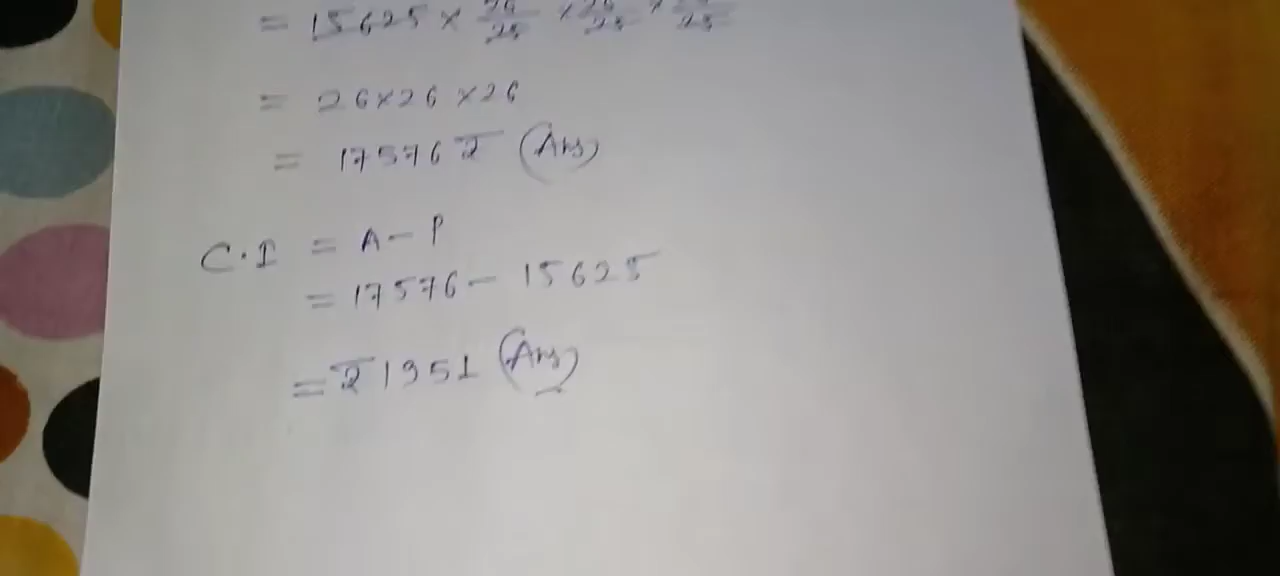 = 15625 × 26/25 × 26/25 × 26/25
= 26×26×26
= 17576 ₹ (Ans)
C.I = A - P
= 17576 - 15625
= ₹ 1951 (Ans)